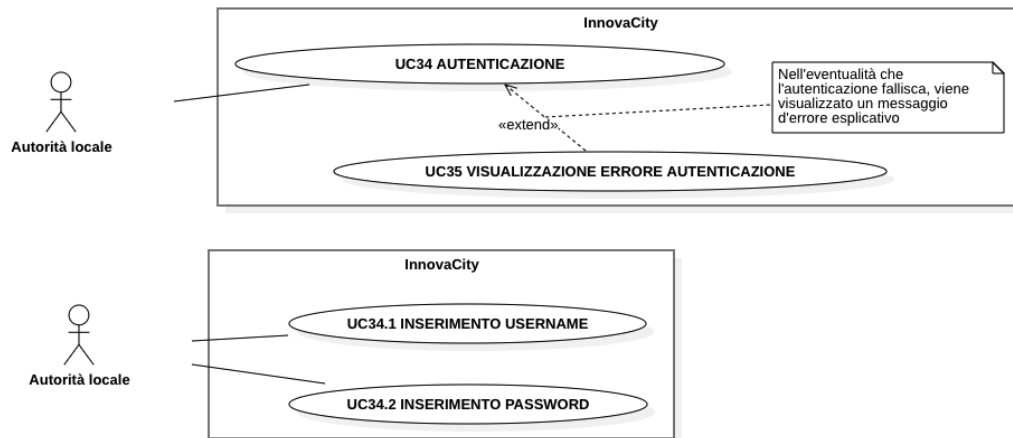 InnovaCity
UC34 AUTENTICAZIONE
Nell'eventualità che
l'autenticazione fallisca, viene
visualizzato un messaggio
d'errore esplicativo
«extend»
Autorità locale
UC35 VISUALIZZAZIONE ERRORE AUTENTICAZIONE
InnovaCity
UC34.1 INSERIMENTO USERNAME
Autorità locale
UC34.2 INSERIMENTO PASSWORD